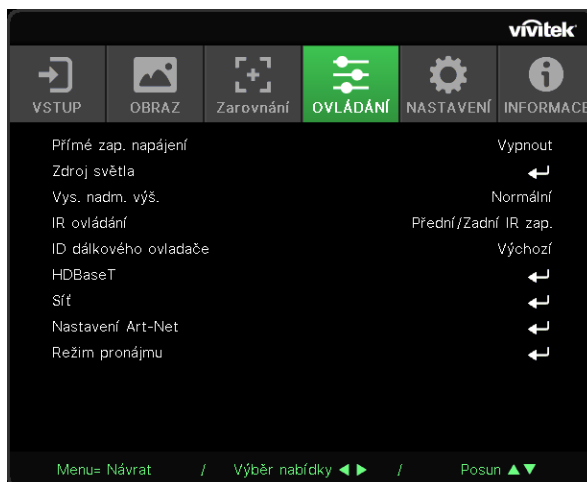 vivitek
VSTUP OBRAZ Zarovnání OVLÁDÁNÍ NASTAVENÍ INFORMACE
Přímé zap. napájení Vypnout
Zdroj světla
Vys. nadm. výš. Normální
IR ovládání Přední/Zadní IR zap.
ID dálkového ovladače Výchozí
HDBaseT
Síť
Nastavení Art-Net
Režim pronájmu
Menu= Návrat / Výběr nabídky ◀ ▶ / Posun ▲▼